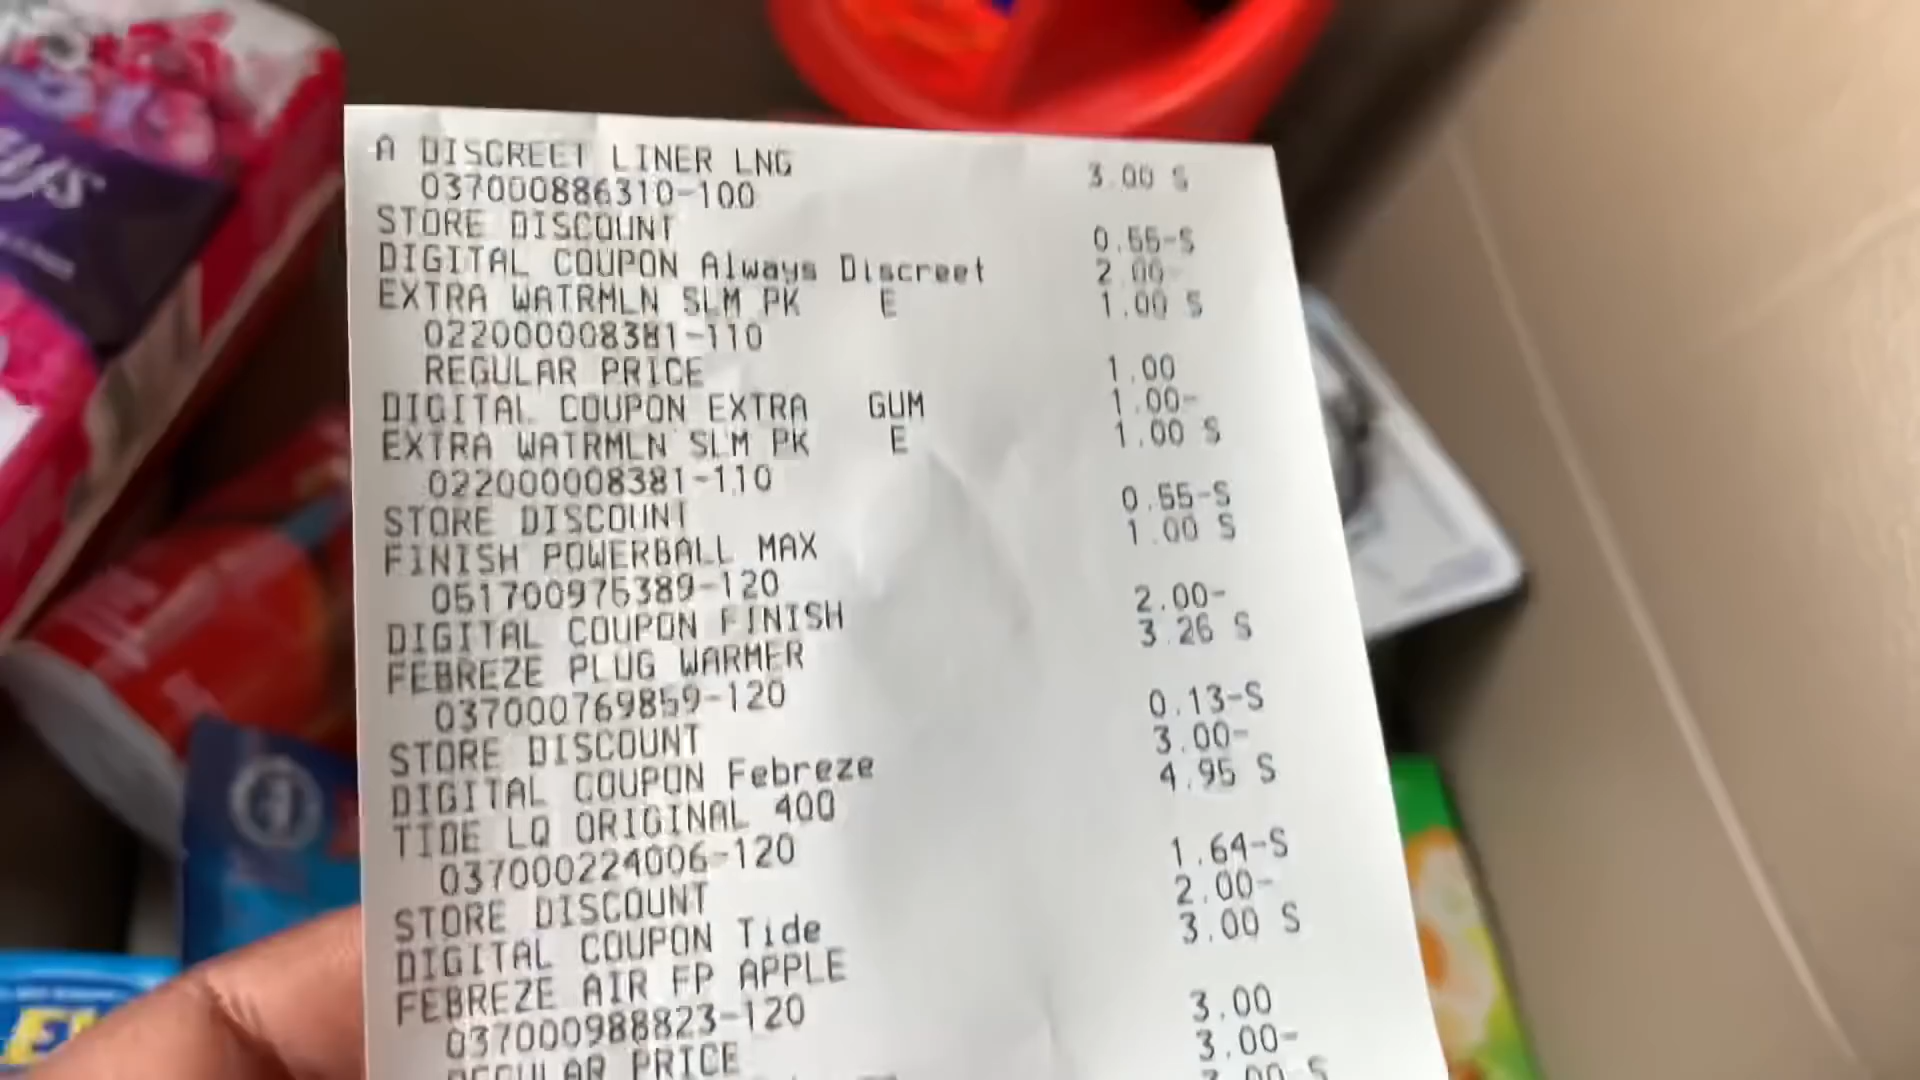 A DISCREET LINER LNG 3.00 S
037000886310-100
STORE DISCOUNT 0.55-S
DIGITAL COUPON Always Discreet 2.00-
EXTRA WATRMLN SLM PK E 1.00 S
022000008381-110
REGULAR PRICE 1.00
DIGITAL COUPON EXTRA GUM 1.00-
EXTRA WATRMLN SLM PK E 1.00 S
022000008381-110
STORE DISCOUNT 0.55-S
FINISH POWERBALL MAX 1.00 S
051700975389-120
DIGITAL COUPON FINISH 2.00-
FEBREZE PLUG WARMER 3.26 S
037000769859-120
STORE DISCOUNT 0.13-S
DIGITAL COUPON Febreze 3.00-
TIDE LQ ORIGINAL 400 4.95 S
037000224006-120
STORE DISCOUNT 1.64-S
DIGITAL COUPON Tide 2.00-
FEBREZE AIR FP APPLE 3.00 S
037000988823-120
REGULAR PRICE 3.00
3.00-